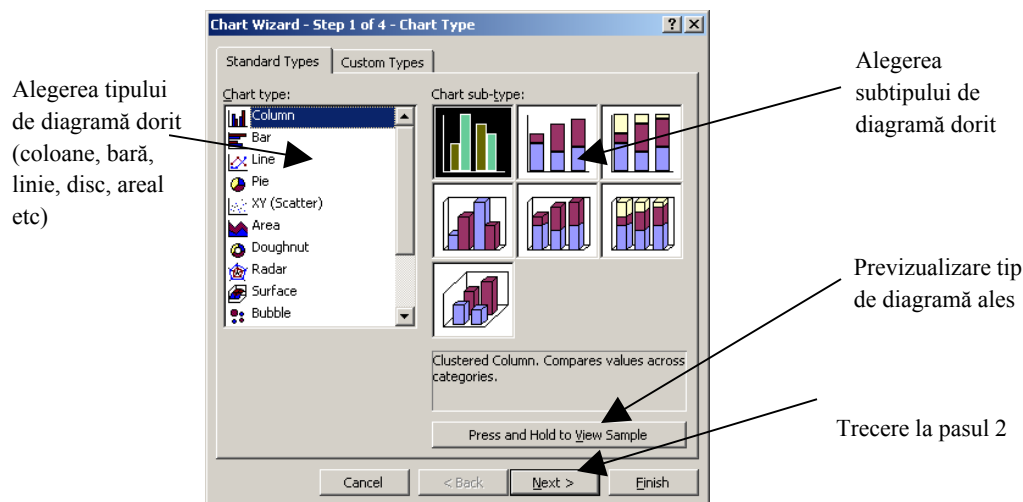 Chart Wizard - Step 1 of 4 - Chart Type
Standard Types
Custom Types
Alegerea tipului
de diagramă dorit
(coloane, bară,
linie, disc, areal
etc)
Chart type:
Column
Bar
Line
Pie
XY (Scatter)
Area
Doughnut
Radar
Surface
Bubble
Chart sub-type:
Alegerea
subtipului de
diagramă dorit
Clustered Column. Compares values across
categories.
Previzualizare tip
de diagramă ales
Press and Hold to View Sample
Trecere la pasul 2
Cancel
< Back
Next >
Finish